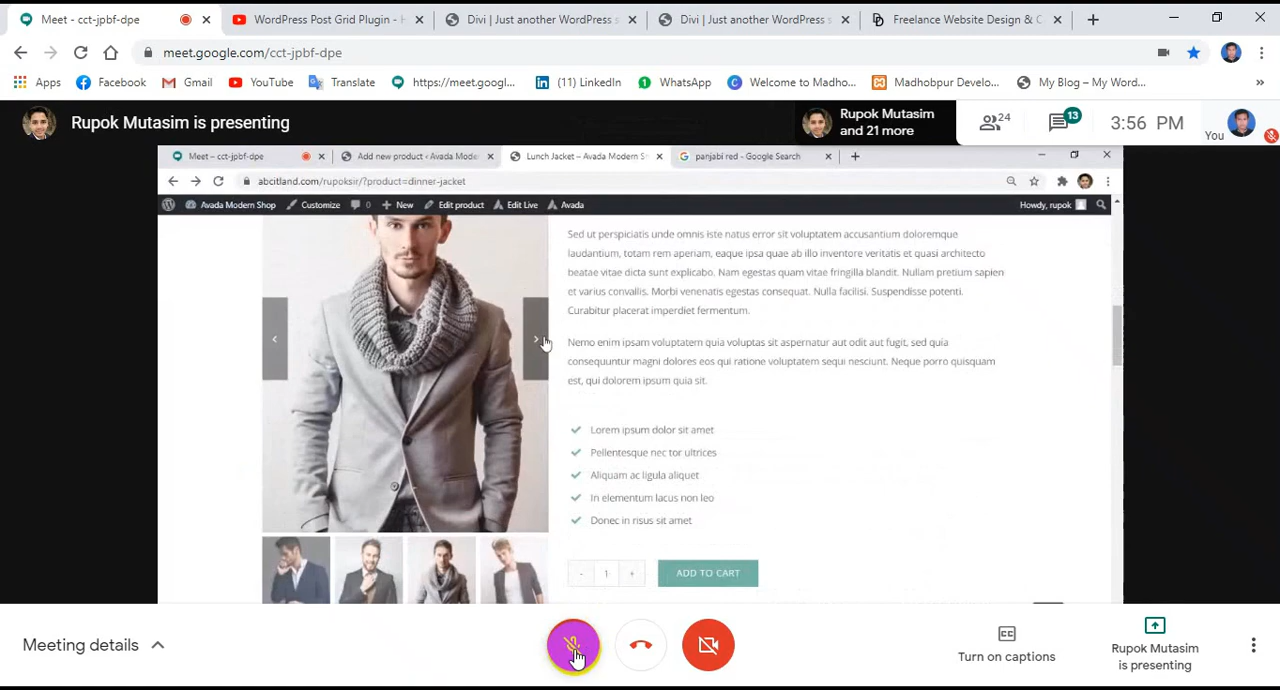 Meet - cct-jpbf-dpe
WordPress Post Grid Plugin - H
Divi | Just another WordPress s
Divi | Just another WordPress s
Freelance Website Design & C
meet.google.com/cct-jpbf-dpe
Apps
Facebook
Gmail
YouTube
Translate
https://meet.googl...
(11) LinkedIn
WhatsApp
Welcome to Madho...
Madhobpur Develo...
My Blog – My Word...
»
Rupok Mutasim is presenting
Rupok Mutasim
and 21 more
24
13
3:56 PM
You
Meet – cct-jpbf-dpe
Add new product ‹ Avada Mode
Lunch Jacket – Avada Modern S
panjabi red - Google Search
abcitland.com/rupoksir/?product=dinner-jacket
Avada Modern Shop
Customize
0
New
Edit product
Edit Live
Avada
Howdy, rupok
Sed ut perspiciatis unde omnis iste natus error sit voluptatem accusantium doloremque
laudantium, totam rem aperiam, eaque ipsa quae ab illo inventore veritatis et quasi architecto
beatae vitae dicta sunt explicabo. Nam egestas quam vitae fringilla blandit. Nullam pretium sapien
et varius convallis. Morbi venenatis egestas consequat. Nulla facilisi. Suspendisse potenti.
Curabitur placerat imperdiet fermentum.
Nemo enim ipsam voluptatem quia voluptas sit aspernatur aut odit aut fugit, sed quia
consequuntur magni dolores eos qui ratione voluptatem sequi nesciunt. Neque porro quisquam
est, qui dolorem ipsum quia sit.
Lorem ipsum dolor sit amet
Pellentesque nec tor ultrices
Aliquam ac ligula aliquet
In elementum lacus non leo
Donec in risus sit amet
- 1 +
ADD TO CART
Meeting details
Turn on captions
Rupok Mutasim
is presenting